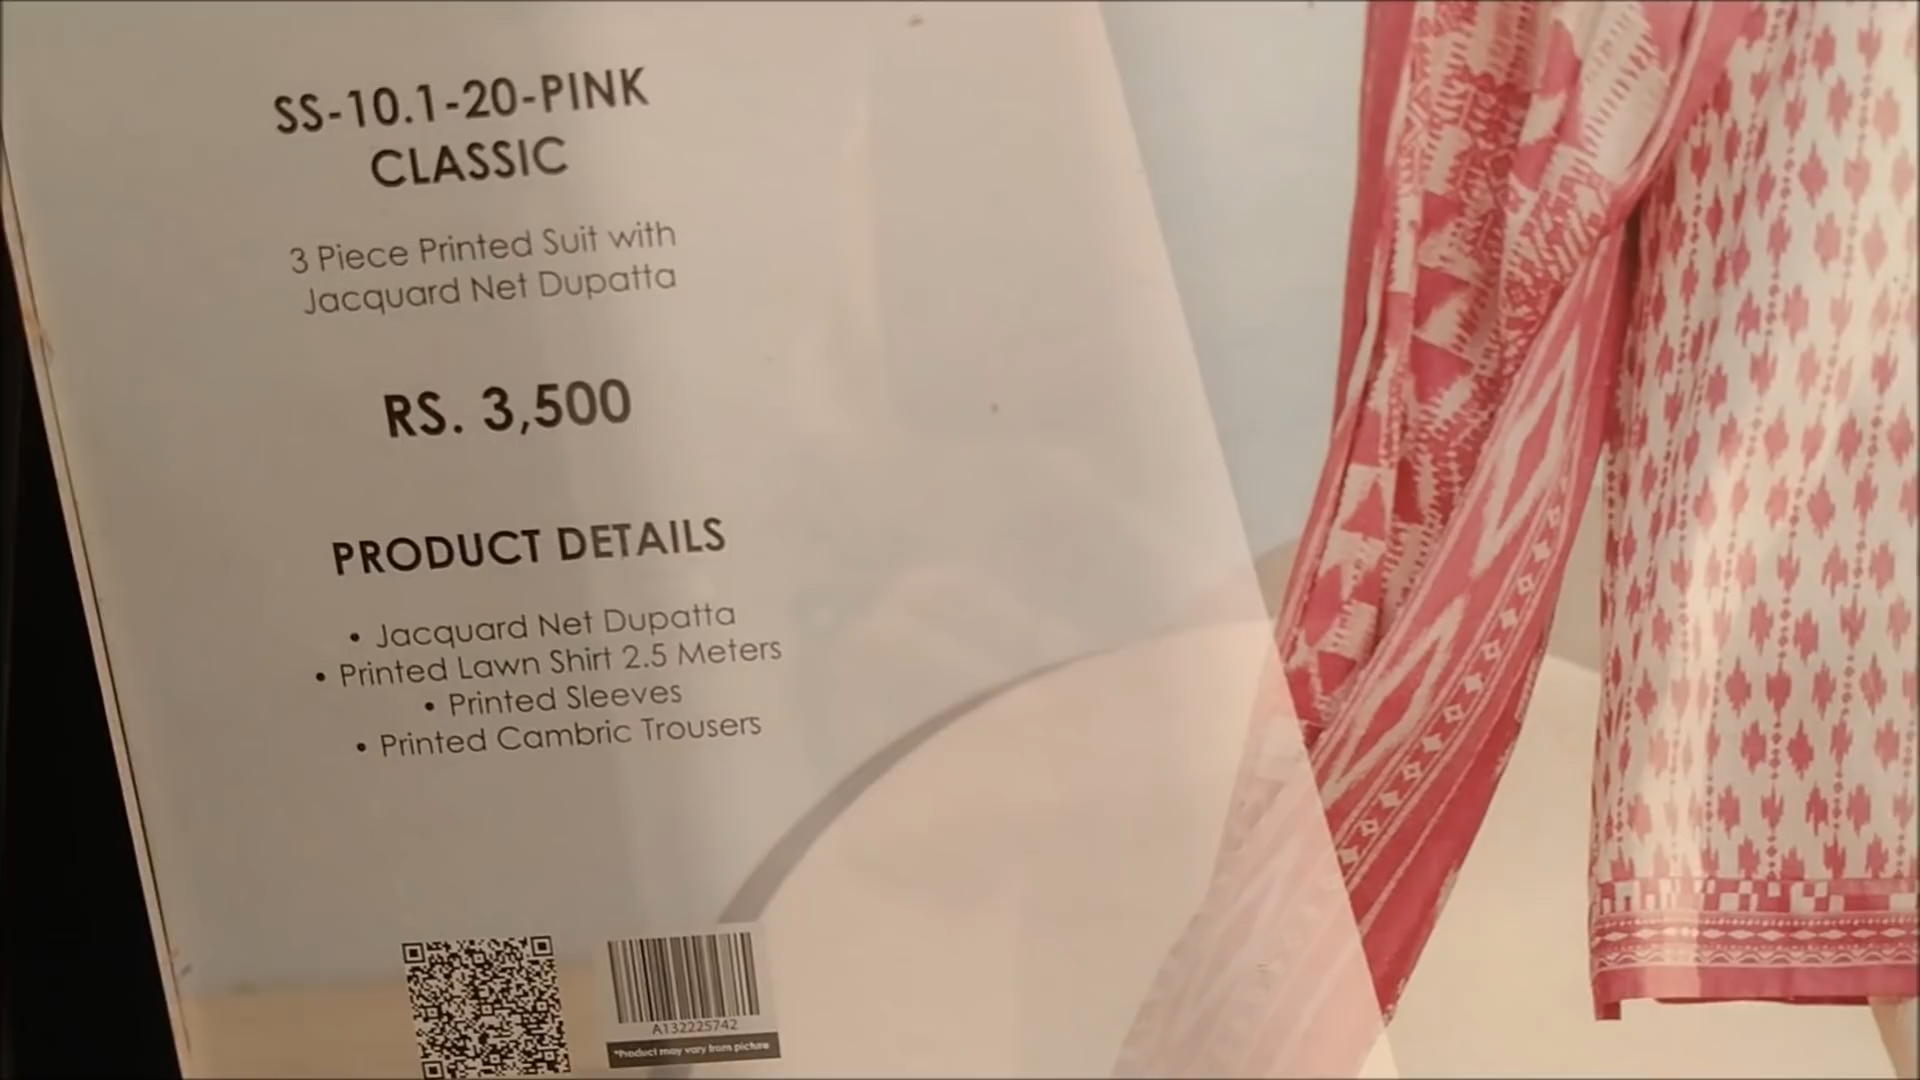 SS-10.1-20-PINK
CLASSIC
3 Piece Printed Suit with
Jacquard Net Dupatta
RS. 3,500
PRODUCT DETAILS
• Jacquard Net Dupatta
• Printed Lawn Shirt 2.5 Meters
• Printed Sleeves
• Printed Cambric Trousers
A132225742
*Product may vary from picture